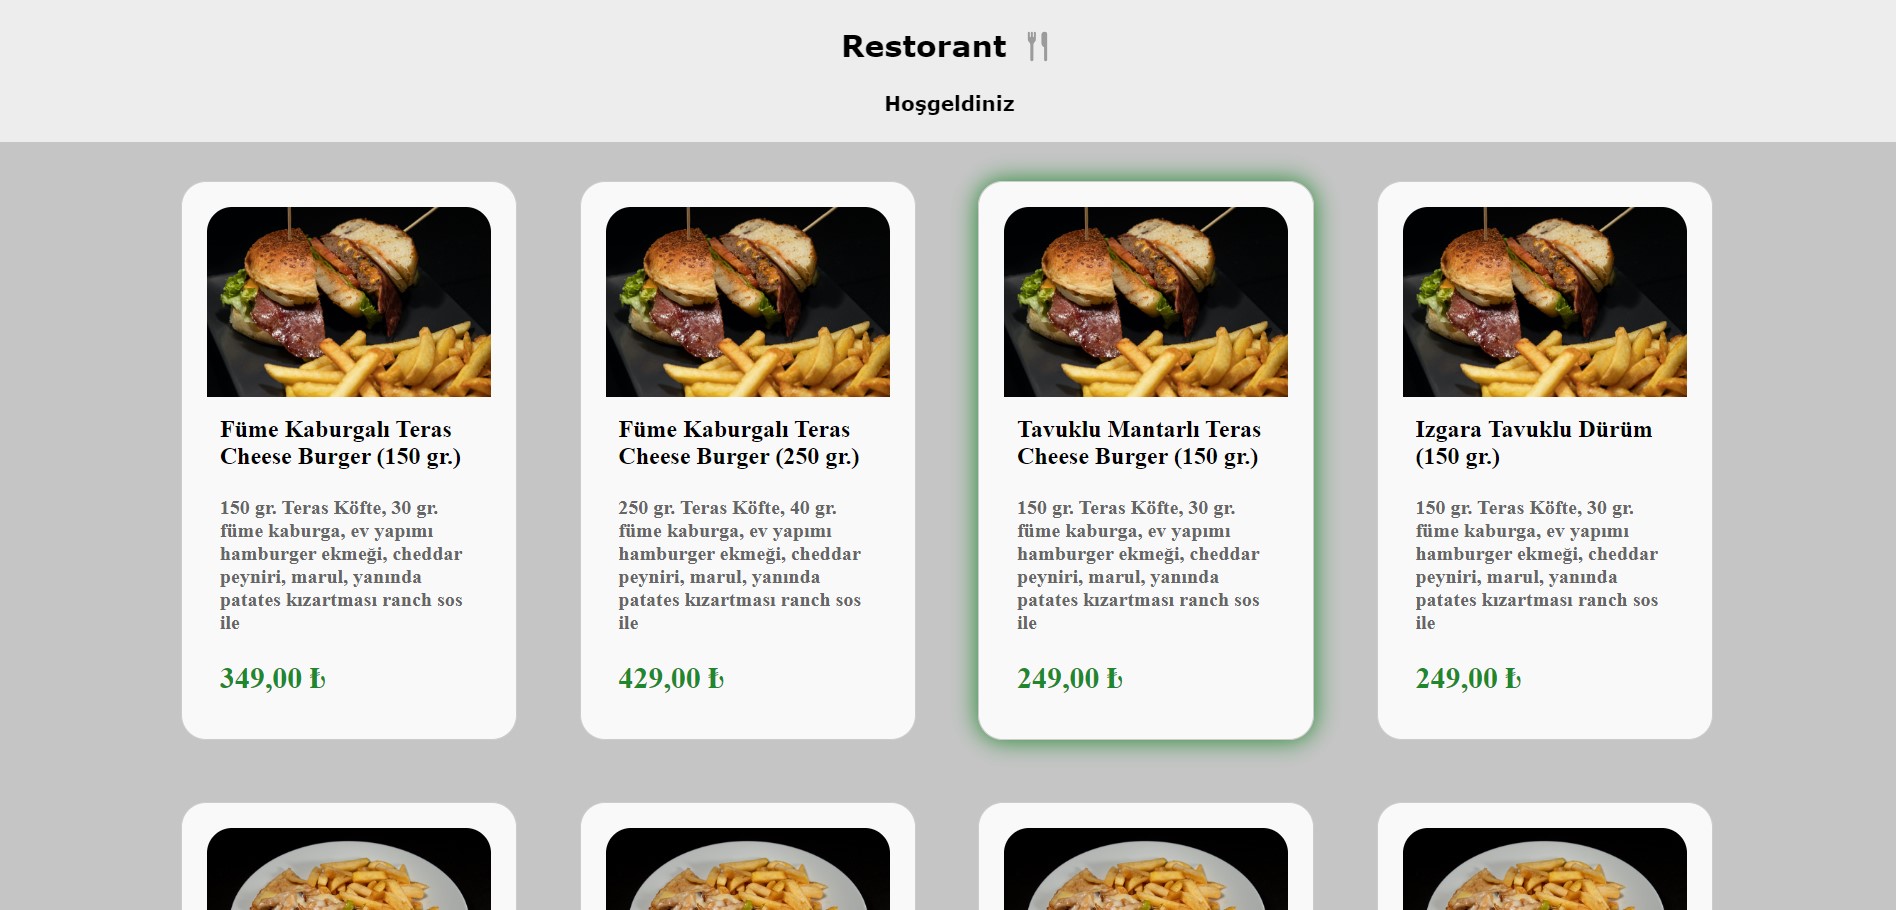 Restorant
Hoşgeldiniz
Füme Kaburgalı Teras
Cheese Burger (150 gr.)
150 gr. Teras Köfte, 30 gr.
füme kaburga, ev yapımı
hamburger ekmeği, cheddar
peyniri, marul, yanında
patates kızartması ranch sos
ile
349,00 ₺
Füme Kaburgalı Teras
Cheese Burger (250 gr.)
250 gr. Teras Köfte, 40 gr.
füme kaburga, ev yapımı
hamburger ekmeği, cheddar
peyniri, marul, yanında
patates kızartması ranch sos
ile
429,00 ₺
Tavuklu Mantarlı Teras
Cheese Burger (150 gr.)
150 gr. Teras Köfte, 30 gr.
füme kaburga, ev yapımı
hamburger ekmeği, cheddar
peyniri, marul, yanında
patates kızartması ranch sos
ile
249,00 ₺
Izgara Tavuklu Dürüm
(150 gr.)
150 gr. Teras Köfte, 30 gr.
füme kaburga, ev yapımı
hamburger ekmeği, cheddar
peyniri, marul, yanında
patates kızartması ranch sos
ile
249,00 ₺